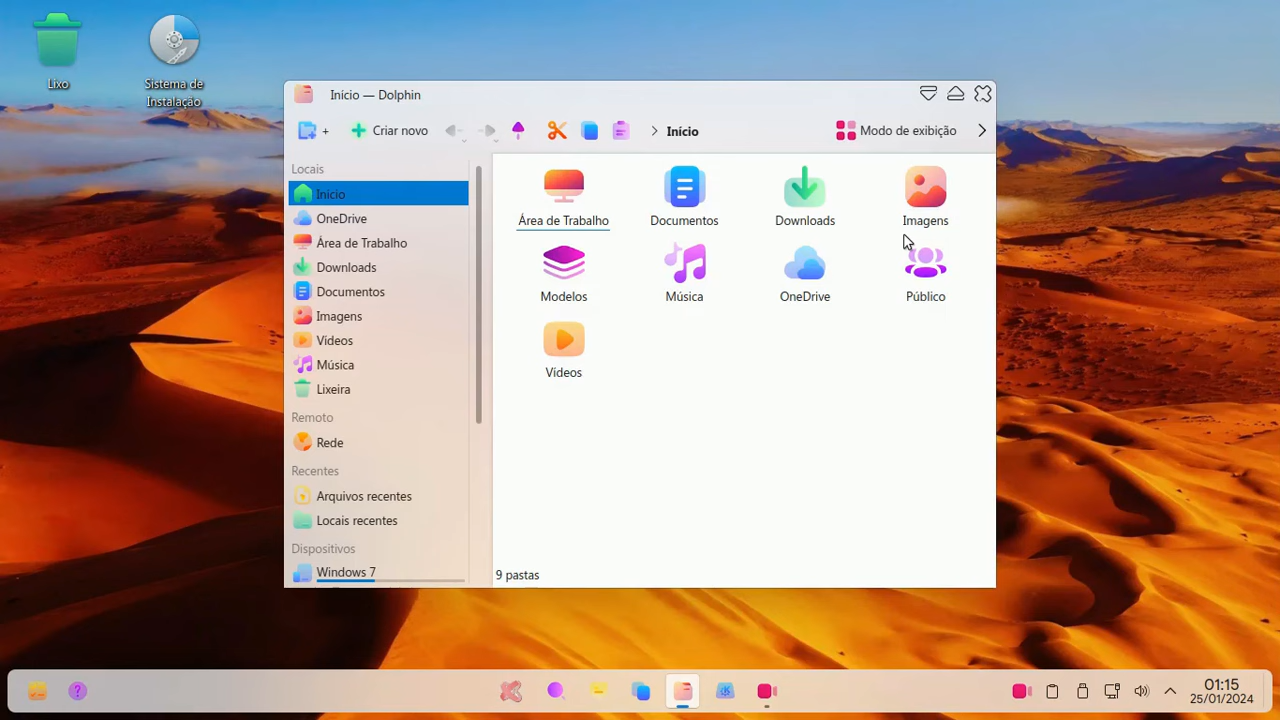 Lixo
Sistema de
Instalação
Início — Dolphin
Criar novo
Início
Modo de exibição
Locais
Início
OneDrive
Área de Trabalho
Downloads
Documentos
Imagens
Vídeos
Música
Lixeira
Remoto
Rede
Recentes
Arquivos recentes
Locais recentes
Dispositivos
Windows 7
Área de Trabalho
Documentos
Downloads
Imagens
Modelos
Música
OneDrive
Público
Vídeos
9 pastas
01:15
25/01/2024